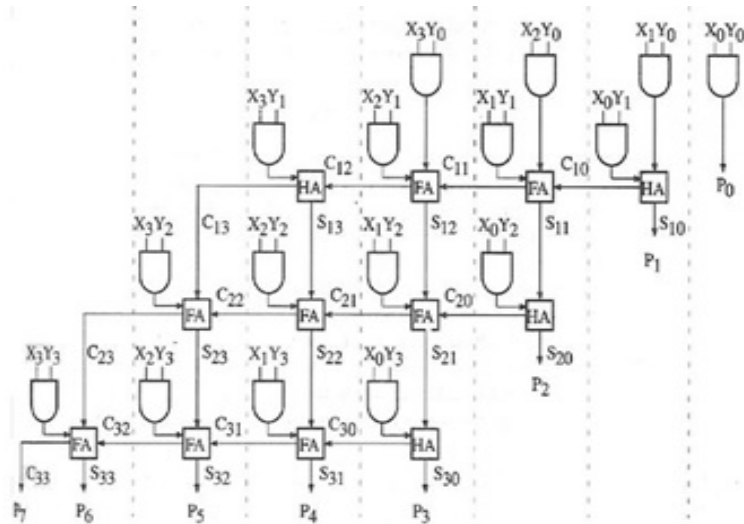 X3Y0 X2Y0 X1Y0 X0Y0
X3Y1 X2Y1 X1Y1 X0Y1
C12 C11 C10
HA FA FA HA P0
C13 S13 S12 S11 S10
X3Y2 X2Y2 X1Y2 X0Y2 P1
C22 C21 C20
FA FA FA HA
C23 S23 S22 S21 S20
X3Y3 X2Y3 X1Y3 X0Y3 P2
C32 C31 C30
FA FA FA HA
C33 S33 S32 S31 S30
P7 P6 P5 P4 P3